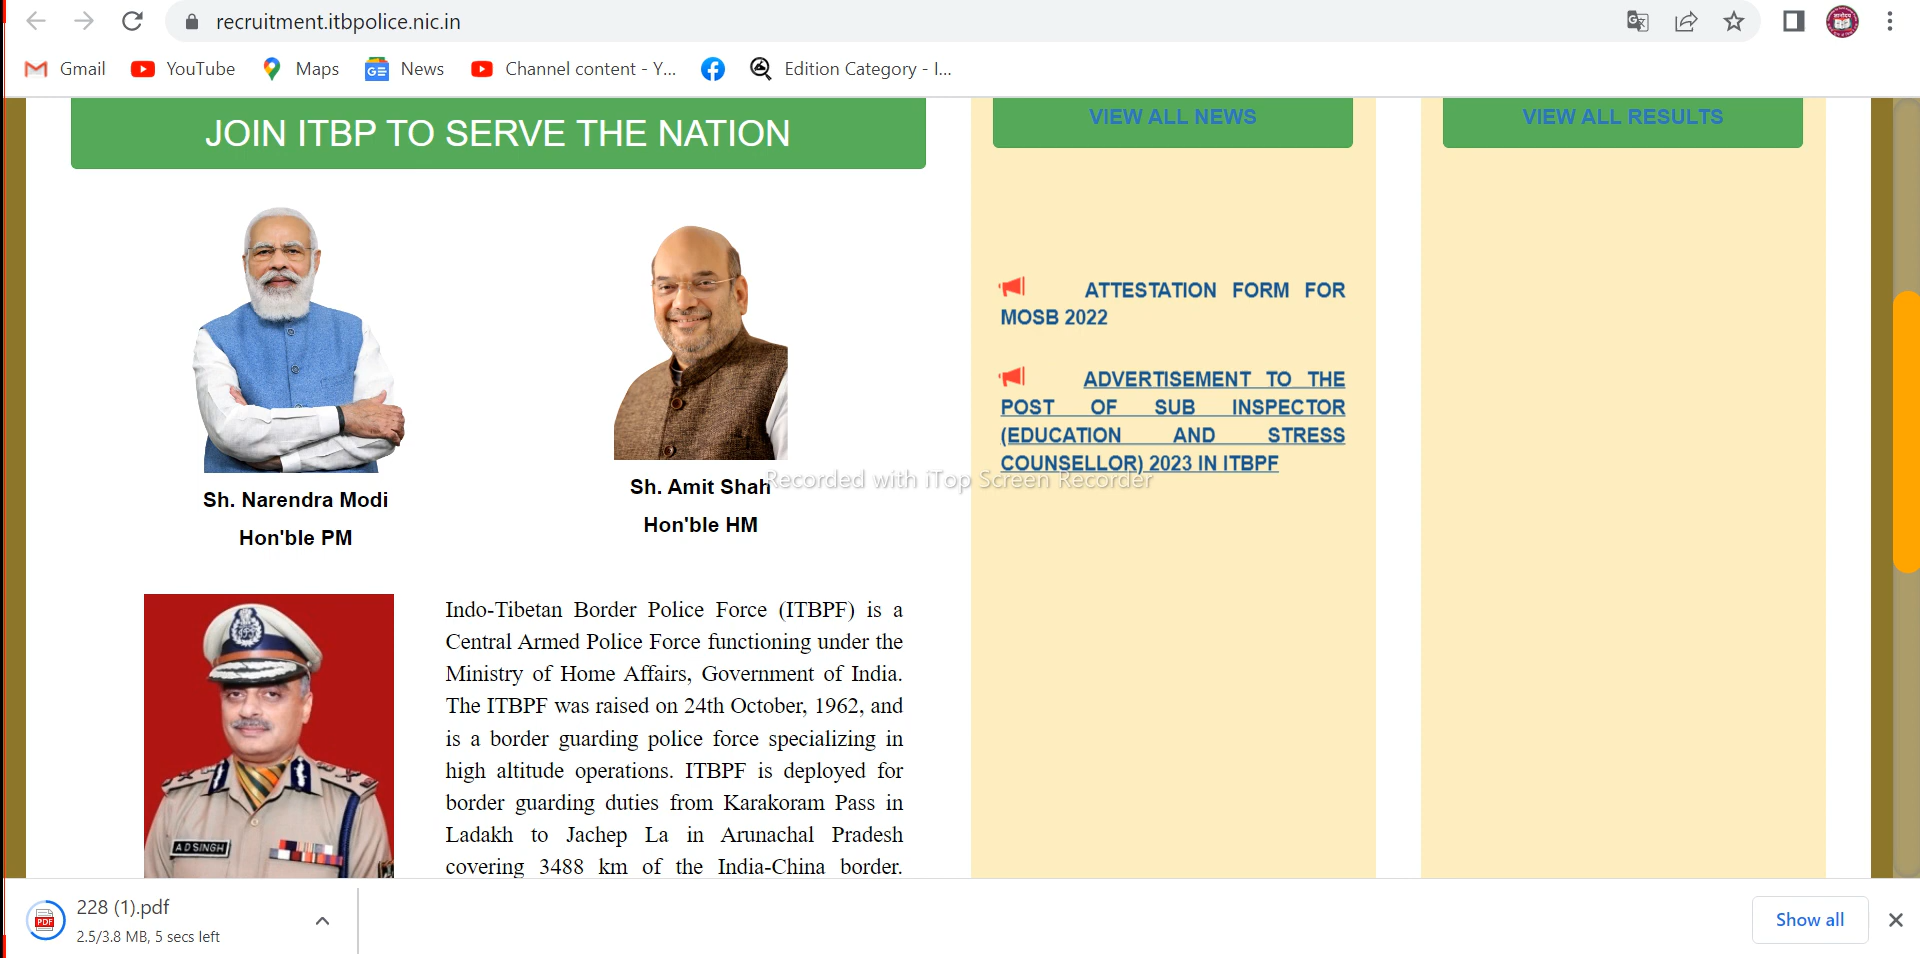 recruitment.itbpolice.nic.in
Gmail
YouTube
Maps
News
Channel content - Y...
Edition Category - I...
JOIN ITBP TO SERVE THE NATION
VIEW ALL NEWS
VIEW ALL RESULTS
Sh. Narendra Modi
Hon'ble PM
Sh. Amit Shah
Hon'ble HM
ATTESTATION FORM FOR
MOSB 2022
ADVERTISEMENT TO THE
POST OF SUB INSPECTOR
(EDUCATION AND STRESS
COUNSELLOR) 2023 IN ITBPF
Recorded with iTop Screen Recorder
A D SINGH
Indo-Tibetan Border Police Force (ITBPF) is a
Central Armed Police Force functioning under the
Ministry of Home Affairs, Government of India.
The ITBPF was raised on 24th October, 1962, and
is a border guarding police force specializing in
high altitude operations. ITBPF is deployed for
border guarding duties from Karakoram Pass in
Ladakh to Jachep La in Arunachal Pradesh
covering 3488 km of the India-China border.
PDF
228 (1).pdf
2.5/3.8 MB, 5 secs left
Show all